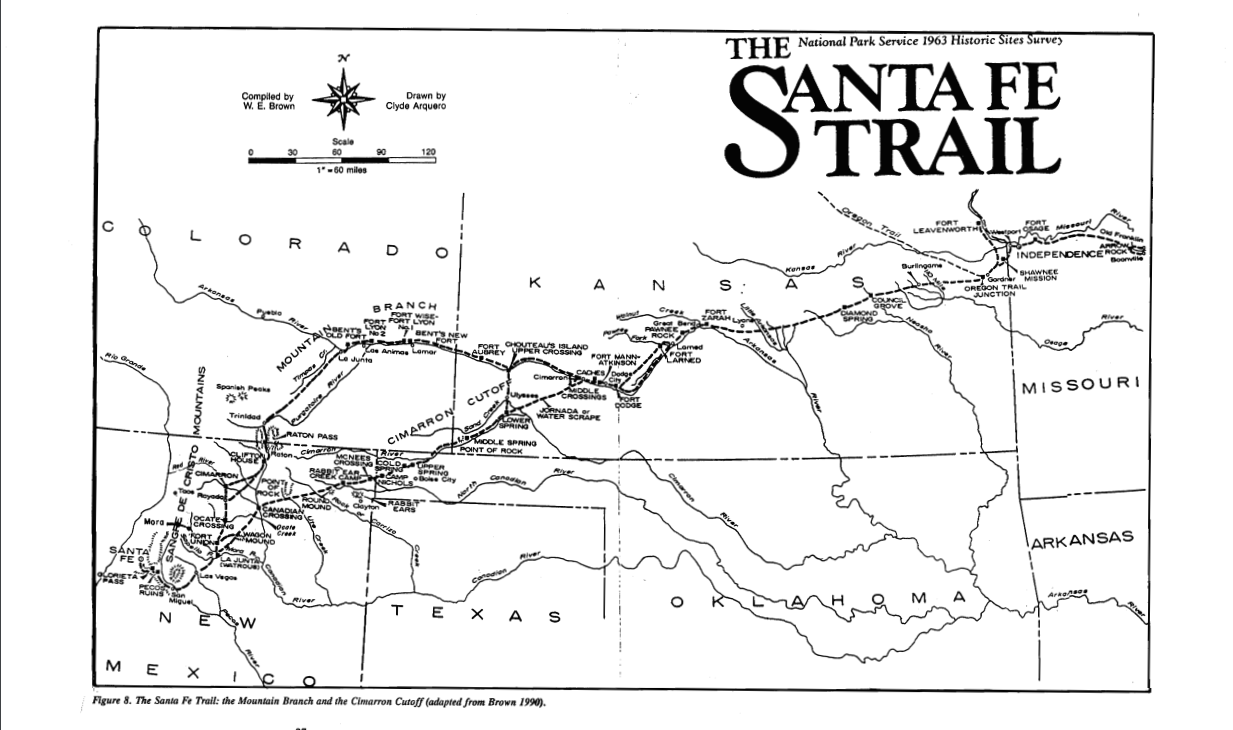 THE National Park Service 1963 Historic Sites Survey
SANTA FE
TRAIL
N
Compiled by
W. E. Brown
Drawn by
Clyde Arquero
Scale
0 30 60 90 120
1" = 60 miles
COLORADO
KANSAS
MISSOURI
ARKANSAS
OKLAHOMA
TEXAS
NEW
MEXICO
Oregon Trail
FORT
LEAVENWORTH
Westport
FORT
OSAGE
Missouri
River
Old Franklin
ARROW
ROCK
Boonville
INDEPENDENCE
SHAWNEE
MISSION
Gardner
OREGON TRAIL
JUNCTION
Kansas River
Burlingame
110 Mile
COUNCIL
GROVE
DIAMOND
SPRING
Neosho
River
Osage
River
Lyons
Little Arkansas
FORT
ZARAH
Great Bend
Walnut Creek
Pawnee
Fork
PAWNEE
ROCK
Larned
FORT
LARNED
Arkansas
River
FORT MANN-
ATKINSON
CACHES
Dodge
City
FORT
DODGE
Cimarron
MIDDLE
CROSSINGS
CHOUTEAU'S ISLAND
UPPER CROSSING
FORT
AUBREY
Ulysses
JORNADA or
WATER SCRAPE
LOWER
SPRING
Sand Creek
CIMARRON CUTOFF
MIDDLE SPRING
POINT OF ROCK
MOUNTAIN BRANCH
BENT'S
OLD FORT
FORT
LYON
No 2
FORT WISE-
FORT LYON
No.1
BENT'S NEW
FORT
Las Animas
Lamar
La Junta
Arkansas
Pueblo
River
Timpas Cr.
Purgatoire River
Rio Grande
Spanish Peaks
Trinidad
RATON PASS
Raton
CLIFTON
HOUSE
SANGRE DE CRISTO MOUNTAINS
Red River
CIMARRON
Taos
Rayado
POINT
OF
ROCK
Cimarron
River
MCNEES
CROSSING
COLD
SPRING
UPPER
SPRING
Boise City
RABBIT EAR
CREEK CAMP
CAMP
NICHOLS
ROUND
MOUND
Clayton
RABBIT
EARS
CANADIAN
CROSSING
Ocate
Creek
Ute
Creek
Carrizo
Creek
Mora
OCATE
CROSSING
FORT
UNION
WAGON
MOUND
Mora R.
LA JUNTA
(WATROUS)
SANTA
FE
GLORIETA
PASS
PECOS
RUINS
San
Miguel
Las Vegas
Canadian
River
Pecos
River
North Canadian River
Canadian River
Cimarron
River
Arkansas
River
Figure 8. The Santa Fe Trail: the Mountain Branch and the Cimarron Cutoff (adapted from Brown 1990).